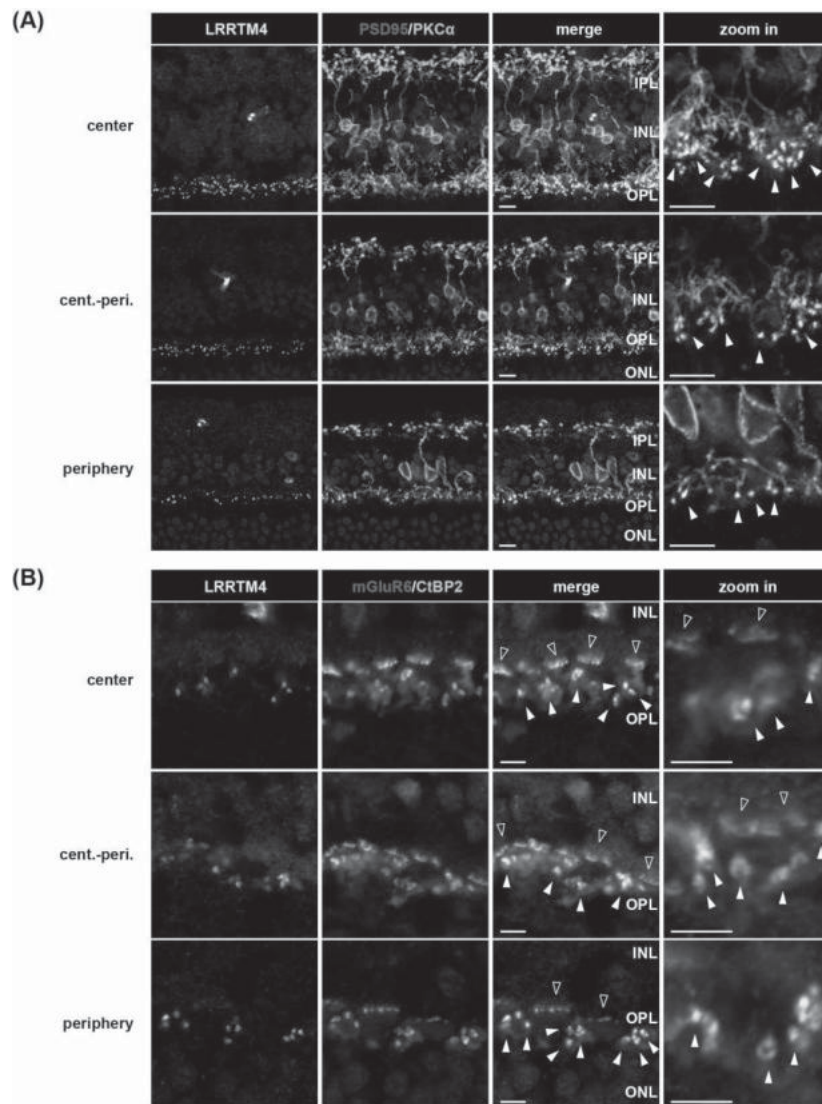 (A)
LRRTM4 PSD95/PKCα merge zoom in
center
IPL
INL
OPL
cent.-peri.
IPL
INL
OPL
ONL
periphery
IPL
INL
OPL
ONL
(B)
LRRTM4 mGluR6/CtBP2 merge zoom in
INL
center
OPL
INL
cent.-peri.
OPL
INL
periphery
OPL
ONL